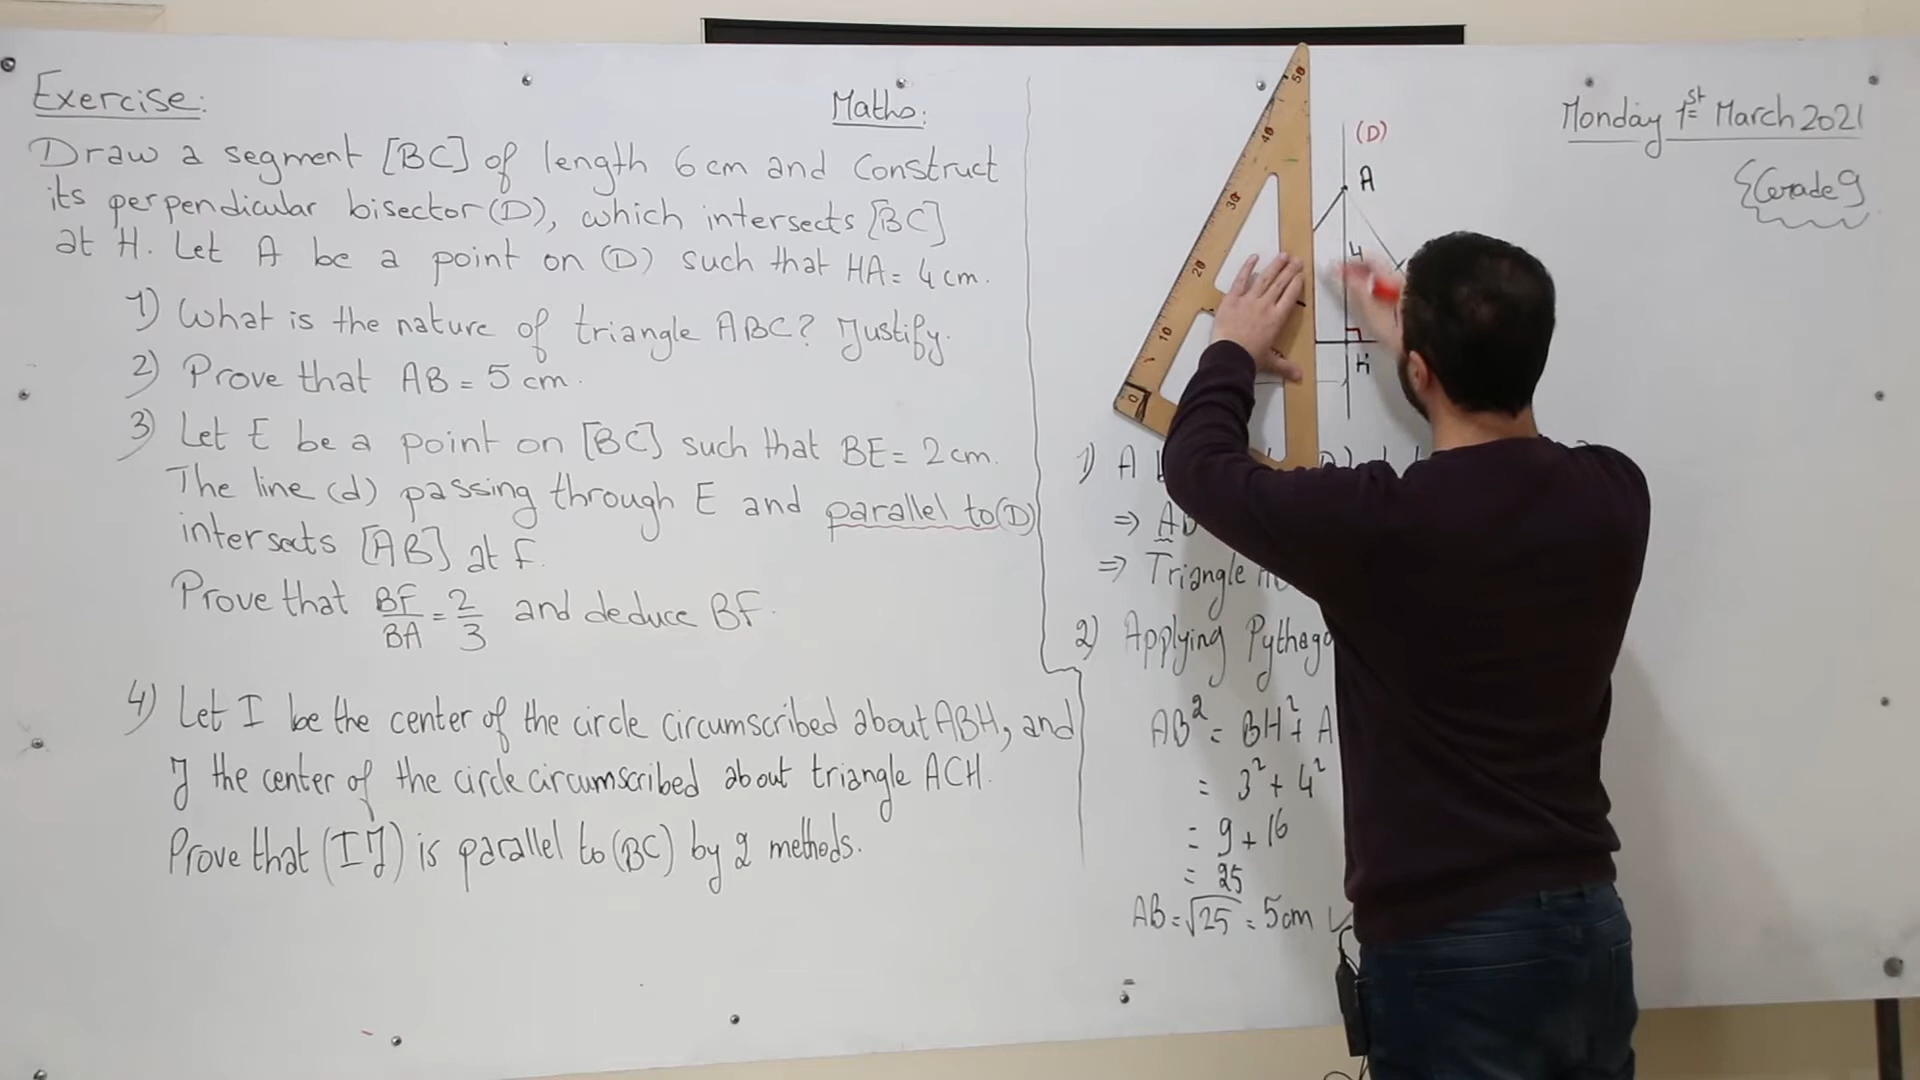 Exercise:
Maths:
Draw a segment [BC] of length 6 cm and construct
its perpendicular bisector (D), which intersects [BC]
at H. Let A be a point on (D) such that HA = 4 cm.
1) What is the nature of triangle ABC? Justify.
2) Prove that AB = 5 cm.
3) Let E be a point on [BC] such that BE = 2 cm.
The line (d) passing through E and parallel to (D)
intersects [AB] at F.
Prove that BF/BA = 2/3 and deduce BF.
4) Let I be the center of the circle circumscribed about ABH, and
J the center of the circle circumscribed about triangle ACH.
Prove that (IJ) is parallel to (BC) by 2 methods.
Monday 1st March 2021
Grade 9
(D)
A
4
H
50
40
30
20
10
0
1) A
⇒
⇒ Triangle
2) Applying
AB² = BH² + A
= 3² + 4²
= 9 + 16
= 25
AB = √25 = 5cm